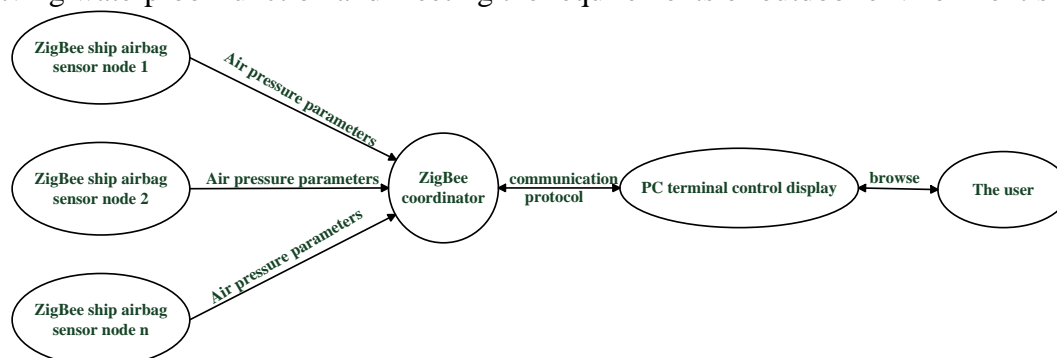 ZigBee ship airbag
sensor node 1
Air pressure parameters
ZigBee ship airbag
sensor node 2
Air pressure parameters
ZigBee
coordinator
communication
protocol
PC terminal control display
browse
The user
Air pressure parameters
ZigBee ship airbag
sensor node n